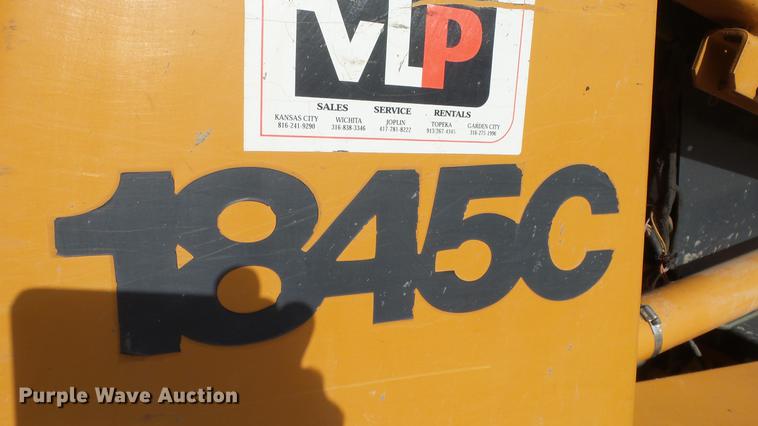 VLP
SALES SERVICE RENTALS
KANSAS CITY WICHITA JOPLIN TOPEKA GARDEN CITY
816-241-9290 316-838-3346 417-781-8222 913/267-4345 316-275-1996
1845C
Purple Wave Auction